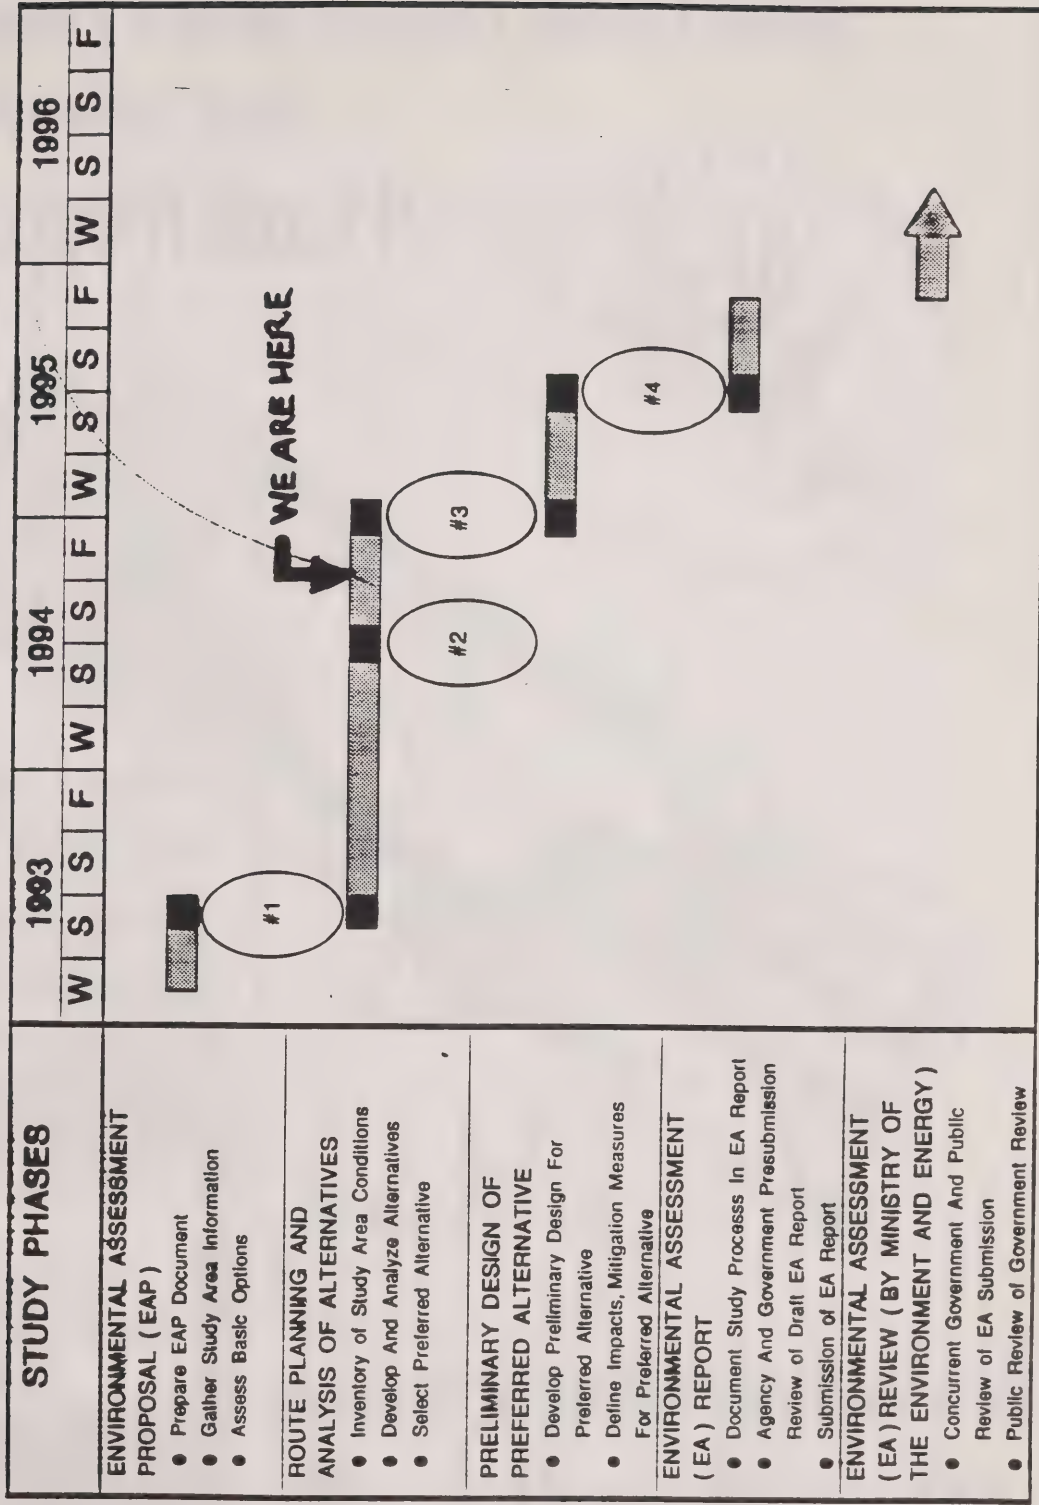 STUDY PHASES
1993
1994
1995
1996
W S S F W S S F W S S F W S S F
ENVIRONMENTAL ASSESSMENT
PROPOSAL ( EAP )
● Prepare EAP Document
● Gather Study Area Information
● Assess Basic Options
ROUTE PLANNING AND
ANALYSIS OF ALTERNATIVES
● Inventory of Study Area Conditions
● Develop And Analyze Alternatives
● Select Preferred Alternative
PRELIMINARY DESIGN OF
PREFERRED ALTERNATIVE
● Develop Preliminary Design For
Preferred Alternative
● Define Impacts, Mitigation Measures
For Preferred Alternative
ENVIRONMENTAL ASSESSMENT
( EA ) REPORT
● Document Study Processs In EA Report
● Agency And Government Presubmission
Review of Draft EA Report
● Submission of EA Report
ENVIRONMENTAL ASSESSMENT
( EA ) REVIEW ( BY MINISTRY OF
THE ENVIRONMENT AND ENERGY )
● Concurrent Government And Public
Review of EA Submission
● Public Review of Government Review
#1
WE ARE HERE
#2
#3
#4